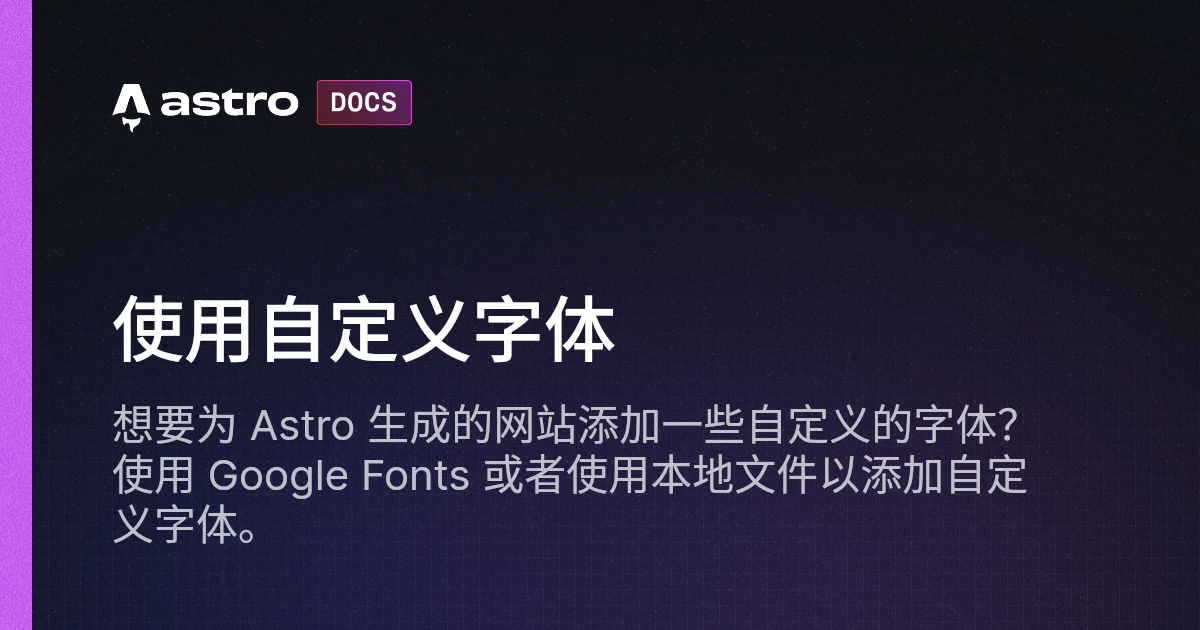 astro DOCS
使用自定义字体
想要为 Astro 生成的网站添加一些自定义的字体？
使用 Google Fonts 或者使用本地文件以添加自定
义字体。